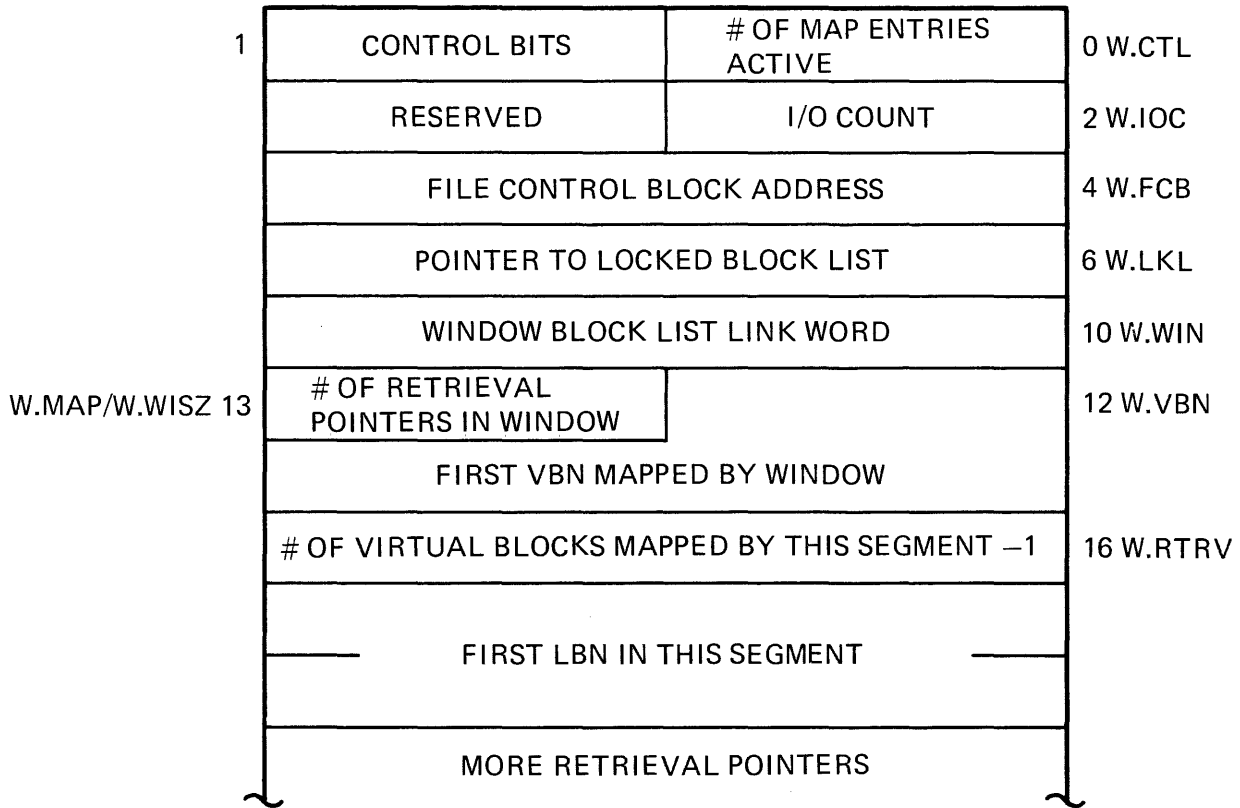 1
CONTROL BITS
# OF MAP ENTRIES
ACTIVE
0 W.CTL
RESERVED
I/O COUNT
2 W.IOC
FILE CONTROL BLOCK ADDRESS
4 W.FCB
POINTER TO LOCKED BLOCK LIST
6 W.LKL
WINDOW BLOCK LIST LINK WORD
10 W.WIN
W.MAP/W.WISZ 13
# OF RETRIEVAL
POINTERS IN WINDOW
12 W.VBN
FIRST VBN MAPPED BY WINDOW
# OF VIRTUAL BLOCKS MAPPED BY THIS SEGMENT –1
16 W.RTRV
FIRST LBN IN THIS SEGMENT
MORE RETRIEVAL POINTERS